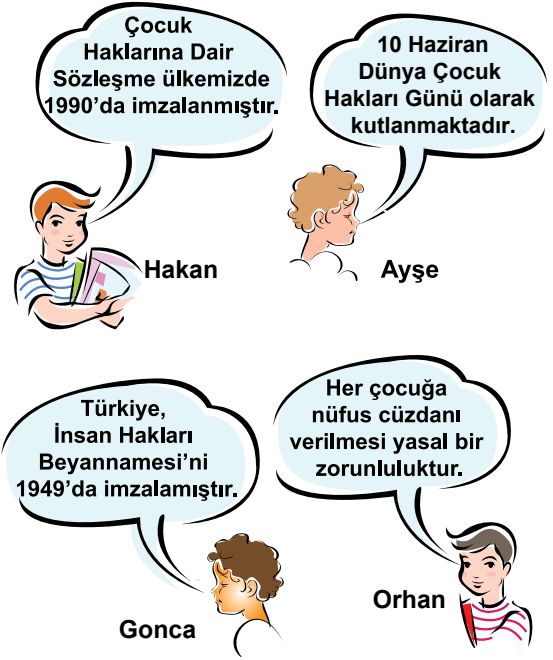 Çocuk
Haklarına Dair
Sözleşme ülkemizde
1990’da imzalanmıştır.
Hakan
10 Haziran
Dünya Çocuk
Hakları Günü olarak
kutlanmaktadır.
Ayşe
Türkiye,
İnsan Hakları
Beyannamesi’ni
1949’da imzalamıştır.
Gonca
Her çocuğa
nüfus cüzdanı
verilmesi yasal bir
zorunluluktur.
Orhan